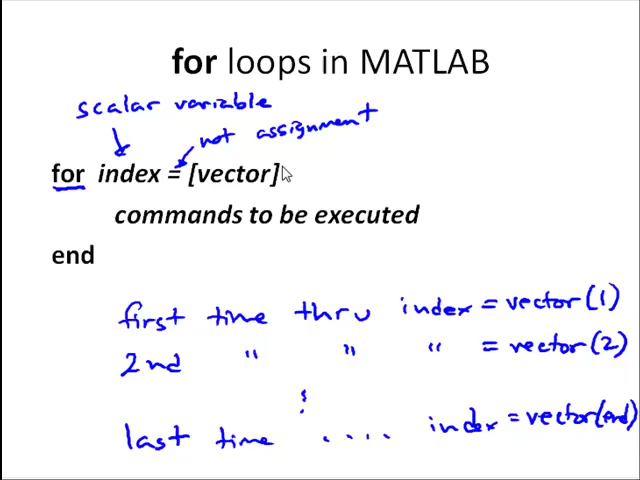 for loops in MATLAB
scalar variable
not assignment
for index = [vector]
commands to be executed
end
first time thru index = vector(1)
2nd " " " = vector(2)
last time .... index = vector(end)